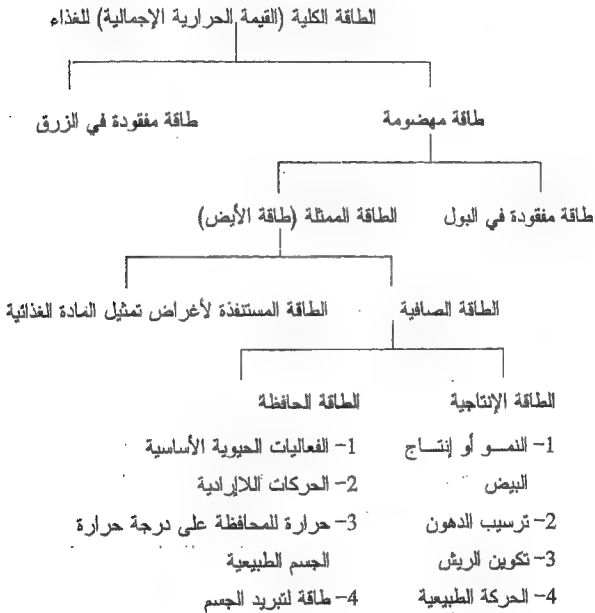 الطاقة الكلية (القيمة الحرارية الإجمالية) للغذاء
طاقة مهضومة
طاقة مفقودة في الزرق
طاقة مفقودة في البول
الطاقة الممثلة (طاقة الأيض)
الطاقة الصافية
الطاقة المستنفذة لأغراض تمثيل المادة الغذائية
الطاقة الإنتاجية
1- النمــو أو إنتــاج
البيض
2- ترسيب الدهون
3- تكوين الريش
4- الحركة الطبيعية
الطاقة الحافظة
1- الفعاليات الحيوية الأساسية
2- الحركات اللاإرادية
3- حرارة للمحافظة على درجة حرارة
الجسم الطبيعية
4- طاقة لتبريد الجسم